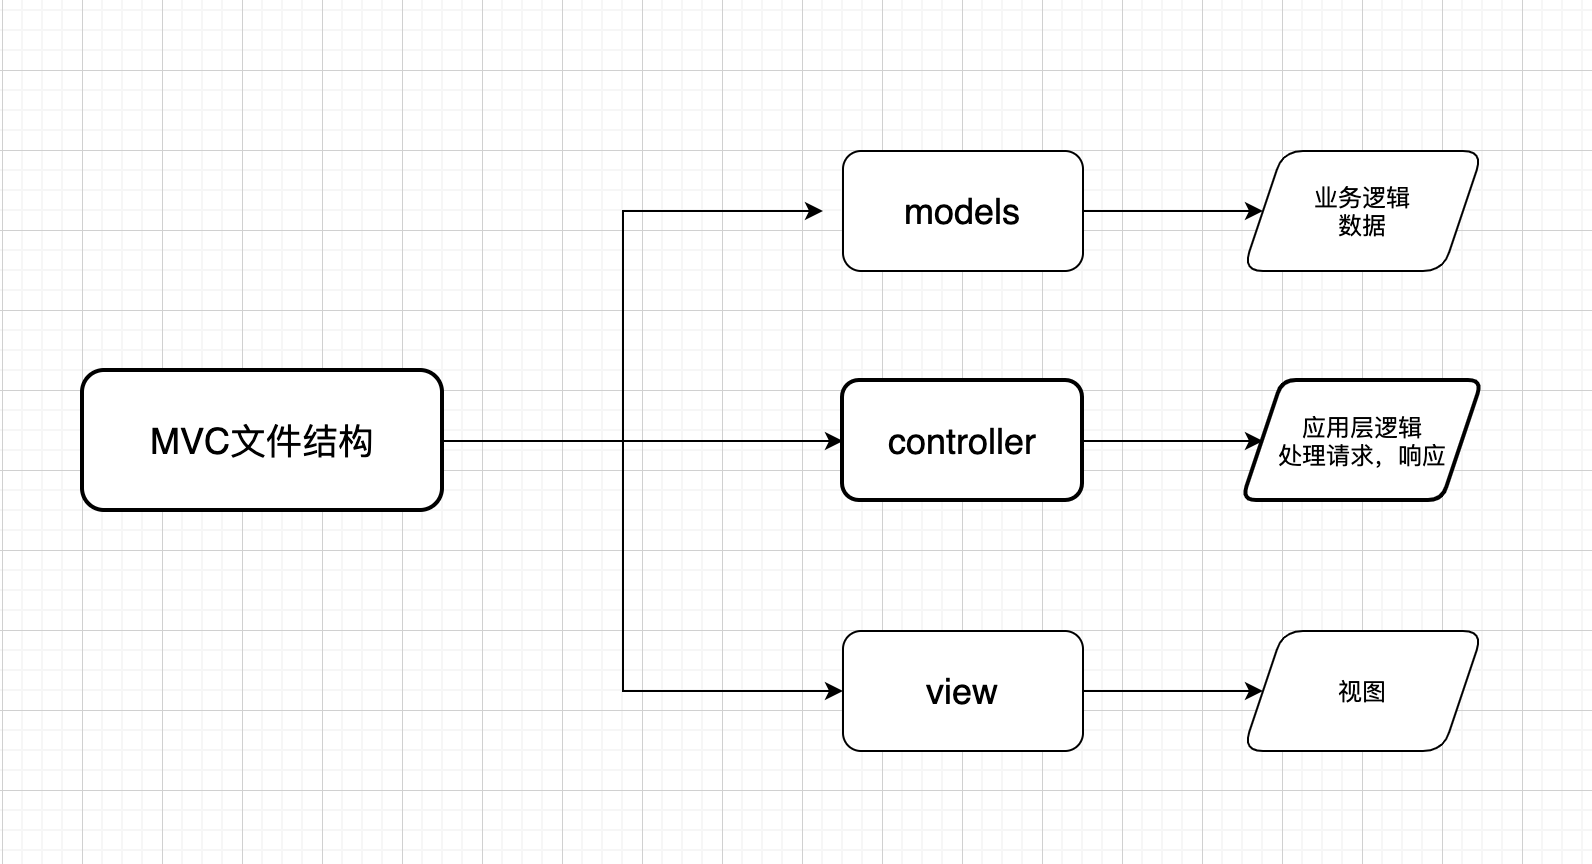 models
业务逻辑
数据
MVC文件结构
controller
应用层逻辑
处理请求，响应
view
视图